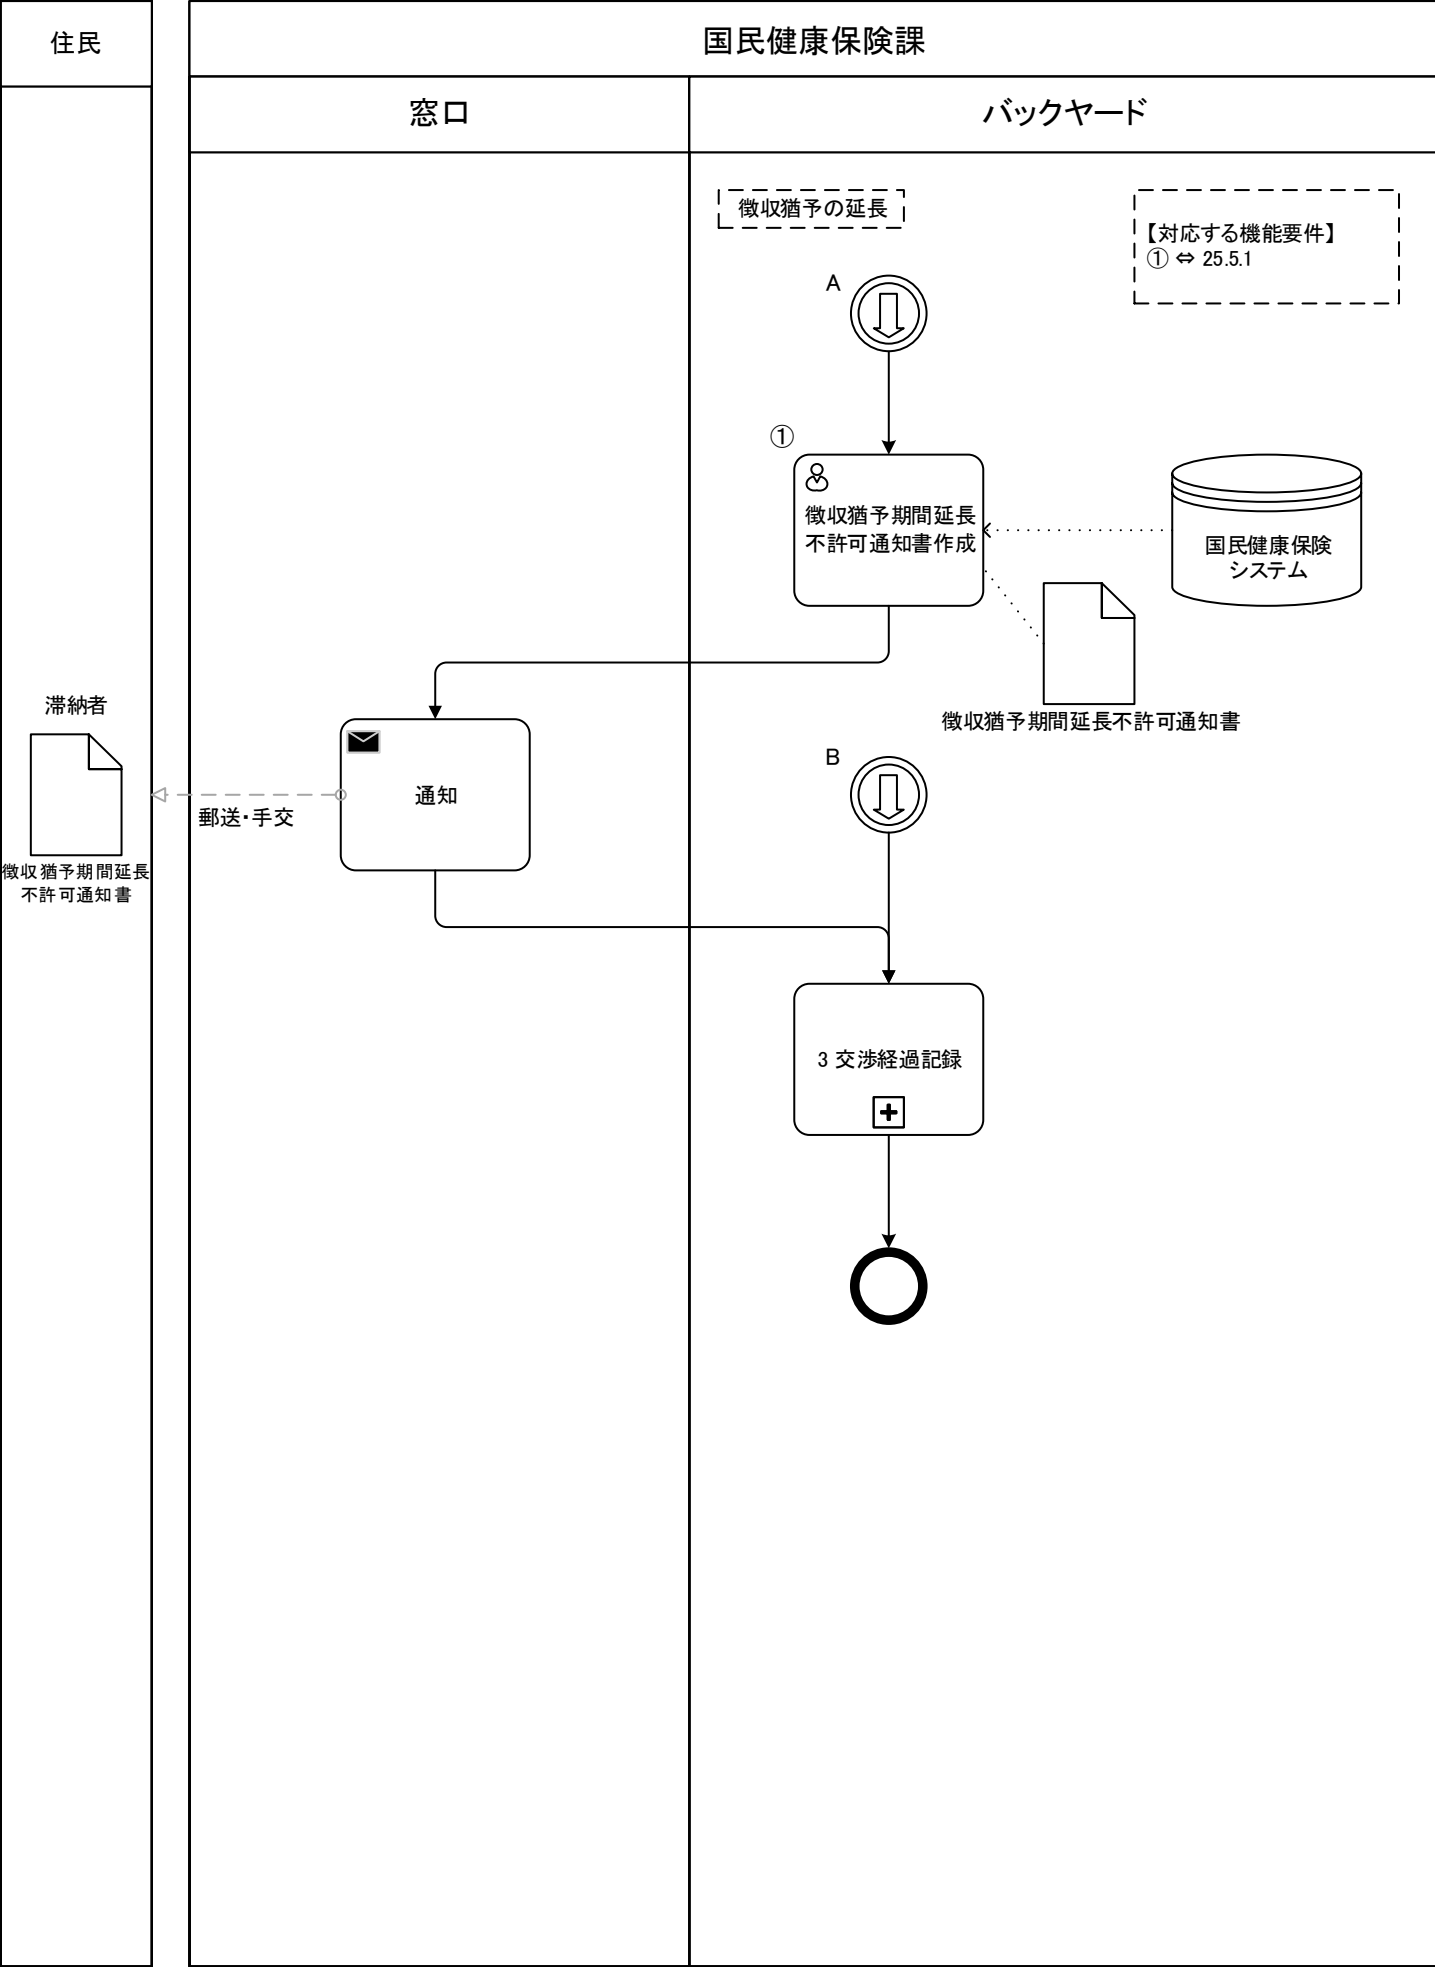 住民
国民健康保険課
窓口
バックヤード
徴収猶予の延長
【対応する機能要件】
① ⇔ 25.5.1
A
①
徴収猶予期間延長
不許可通知書作成
国民健康保険
システム
徴収猶予期間延長不許可通知書
滞納者
徴収猶予期間延長
不許可通知書
郵送・手交
通知
B
3 交渉経過記録